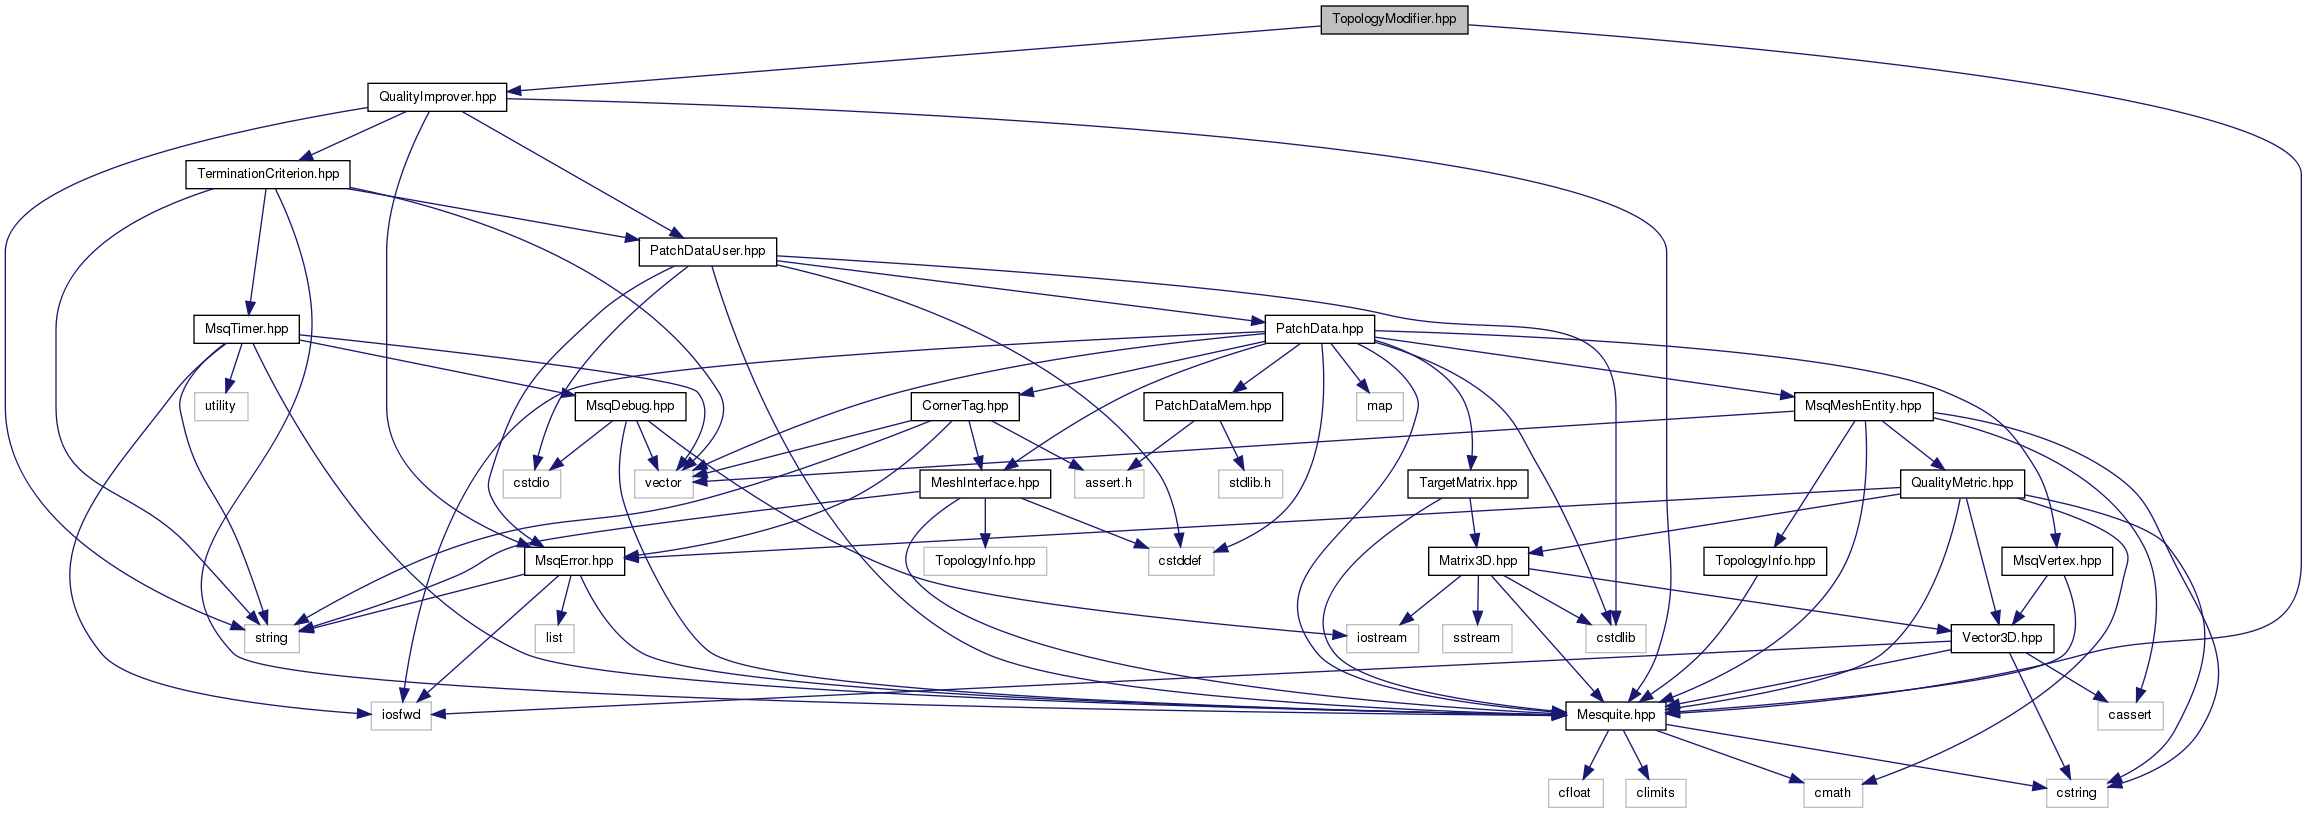 TopologyModifier.hpp
QualityImprover.hpp
TerminationCriterion.hpp
PatchDataUser.hpp
MsqTimer.hpp
PatchData.hpp
utility
MsqDebug.hpp
CornerTag.hpp
PatchDataMem.hpp
map
MsqMeshEntity.hpp
cstdio
vector
MeshInterface.hpp
assert.h
stdlib.h
TargetMatrix.hpp
QualityMetric.hpp
MsqError.hpp
TopologyInfo.hpp
cstddef
Matrix3D.hpp
TopologyInfo.hpp
MsqVertex.hpp
string
list
iostream
sstream
cstdlib
Vector3D.hpp
iosfwd
Mesquite.hpp
cassert
cfloat
climits
cmath
cstring